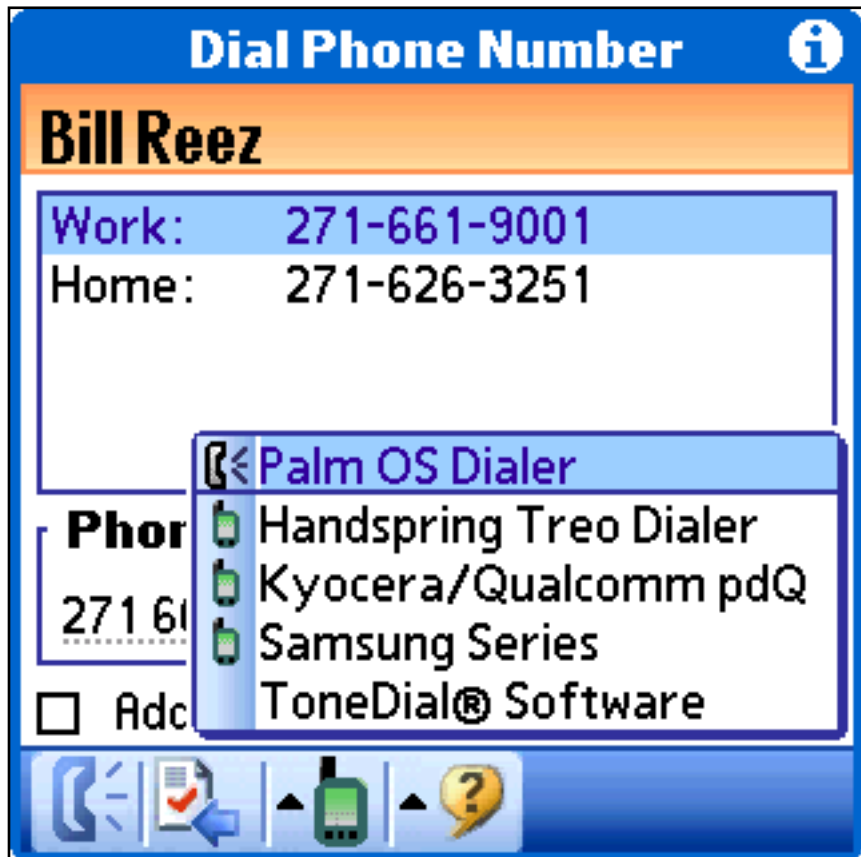 Dial Phone Number
Bill Reez
Work: 271-661-9001
Home: 271-626-3251
Palm OS Dialer
Handspring Treo Dialer
Kyocera/Qualcomm pdQ
Samsung Series
ToneDial® Software
271